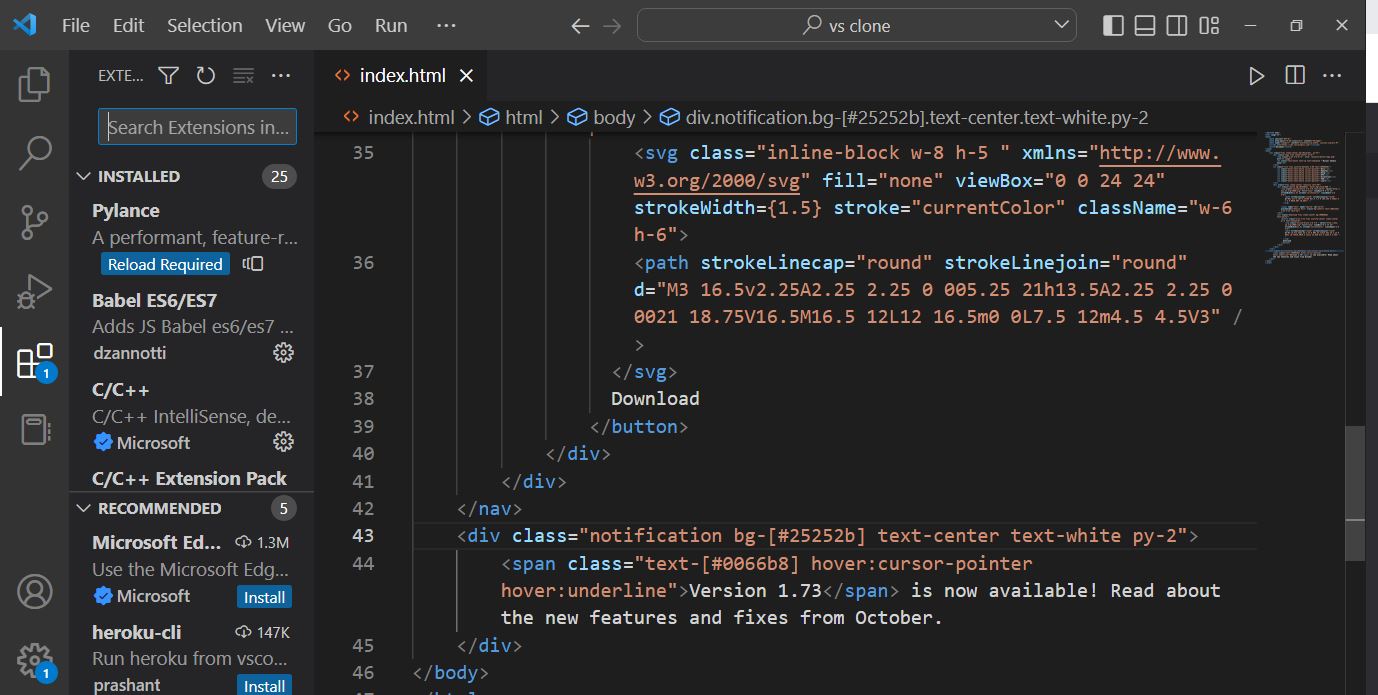 File Edit Selection View Go Run ···
vs clone
EXTE...
index.html
index.html > html > body > div.notification.bg-[#25252b].text-center.text-white.py-2
Search Extensions in...
INSTALLED 25
Pylance
A performant, feature-r...
Reload Required
Babel ES6/ES7
Adds JS Babel es6/es7 ...
dzannotti
C/C++
C/C++ IntelliSense, de...
Microsoft
C/C++ Extension Pack
RECOMMENDED 5
Microsoft Ed... 1.3M
Use the Microsoft Edg...
Microsoft Install
heroku-cli 147K
Run heroku from vsco...
prashant Install
1
1
35 <svg class="inline-block w-8 h-5 " xmlns="http://www.
w3.org/2000/svg" fill="none" viewBox="0 0 24 24"
strokeWidth={1.5} stroke="currentColor" className="w-6
h-6">
36 <path strokeLinecap="round" strokeLinejoin="round"
d="M3 16.5v2.25A2.25 2.25 0 005.25 21h13.5A2.25 2.25 0
0021 18.75V16.5M16.5 12L12 16.5m0 0L7.5 12m4.5 4.5V3" /
>
37 </svg>
38 Download
39 </button>
40 </div>
41 </div>
42 </nav>
43 <div class="notification bg-[#25252b] text-center text-white py-2">
44 <span class="text-[#0066b8] hover:cursor-pointer
hover:underline">Version 1.73</span> is now available! Read about
the new features and fixes from October.
45 </div>
46 </body>